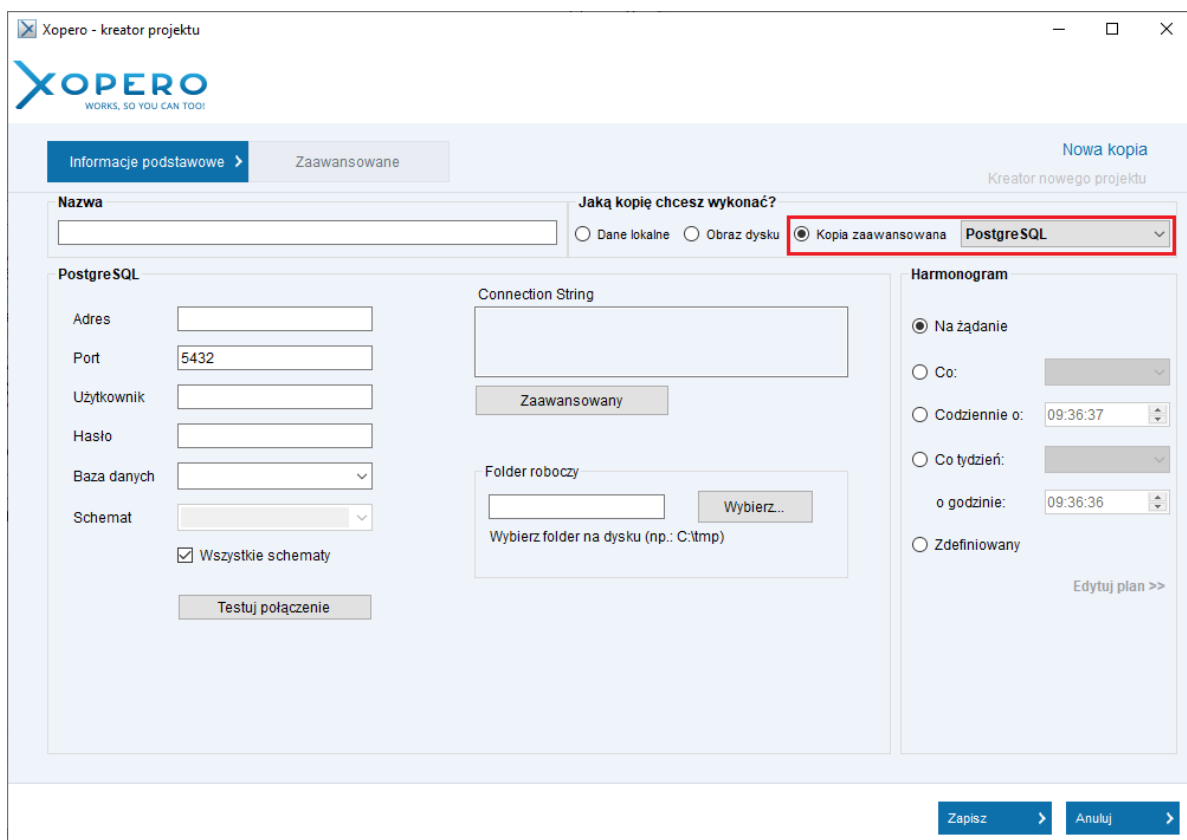 Xopero - kreator projektu
XOPERO
WORKS, SO YOU CAN TOO!
Informacje podstawowe
Zaawansowane
Nowa kopia
Kreator nowego projektu
Nazwa
Jaką kopię chcesz wykonać?
Dane lokalne Obraz dysku Kopia zaawansowana PostgreSQL
PostgreSQL
Adres
Port 5432
Użytkownik
Hasło
Baza danych
Schemat
Wszystkie schematy
Testuj połączenie
Connection String
Zaawansowany
Folder roboczy
Wybierz...
Wybierz folder na dysku (np.: C:\tmp)
Harmonogram
Na żądanie
Co:
Codziennie o: 09:36:37
Co tydzień:
o godzinie: 09:36:36
Zdefiniowany
Edytuj plan >>
Zapisz
Anuluj